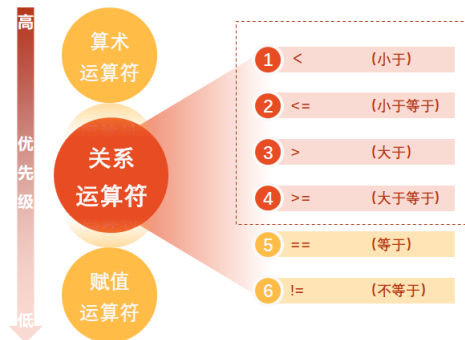 高
优
先
级
低
算术
运算符
关系
运算符
赋值
运算符
1 < (小于)
2 <= (小于等于)
3 > (大于)
4 >= (大于等于)
5 == (等于)
6 != (不等于)